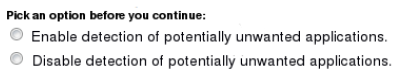 Pick an option before you continue:
Enable detection of potentially unwanted applications.
Disable detection of potentially unwanted applications.